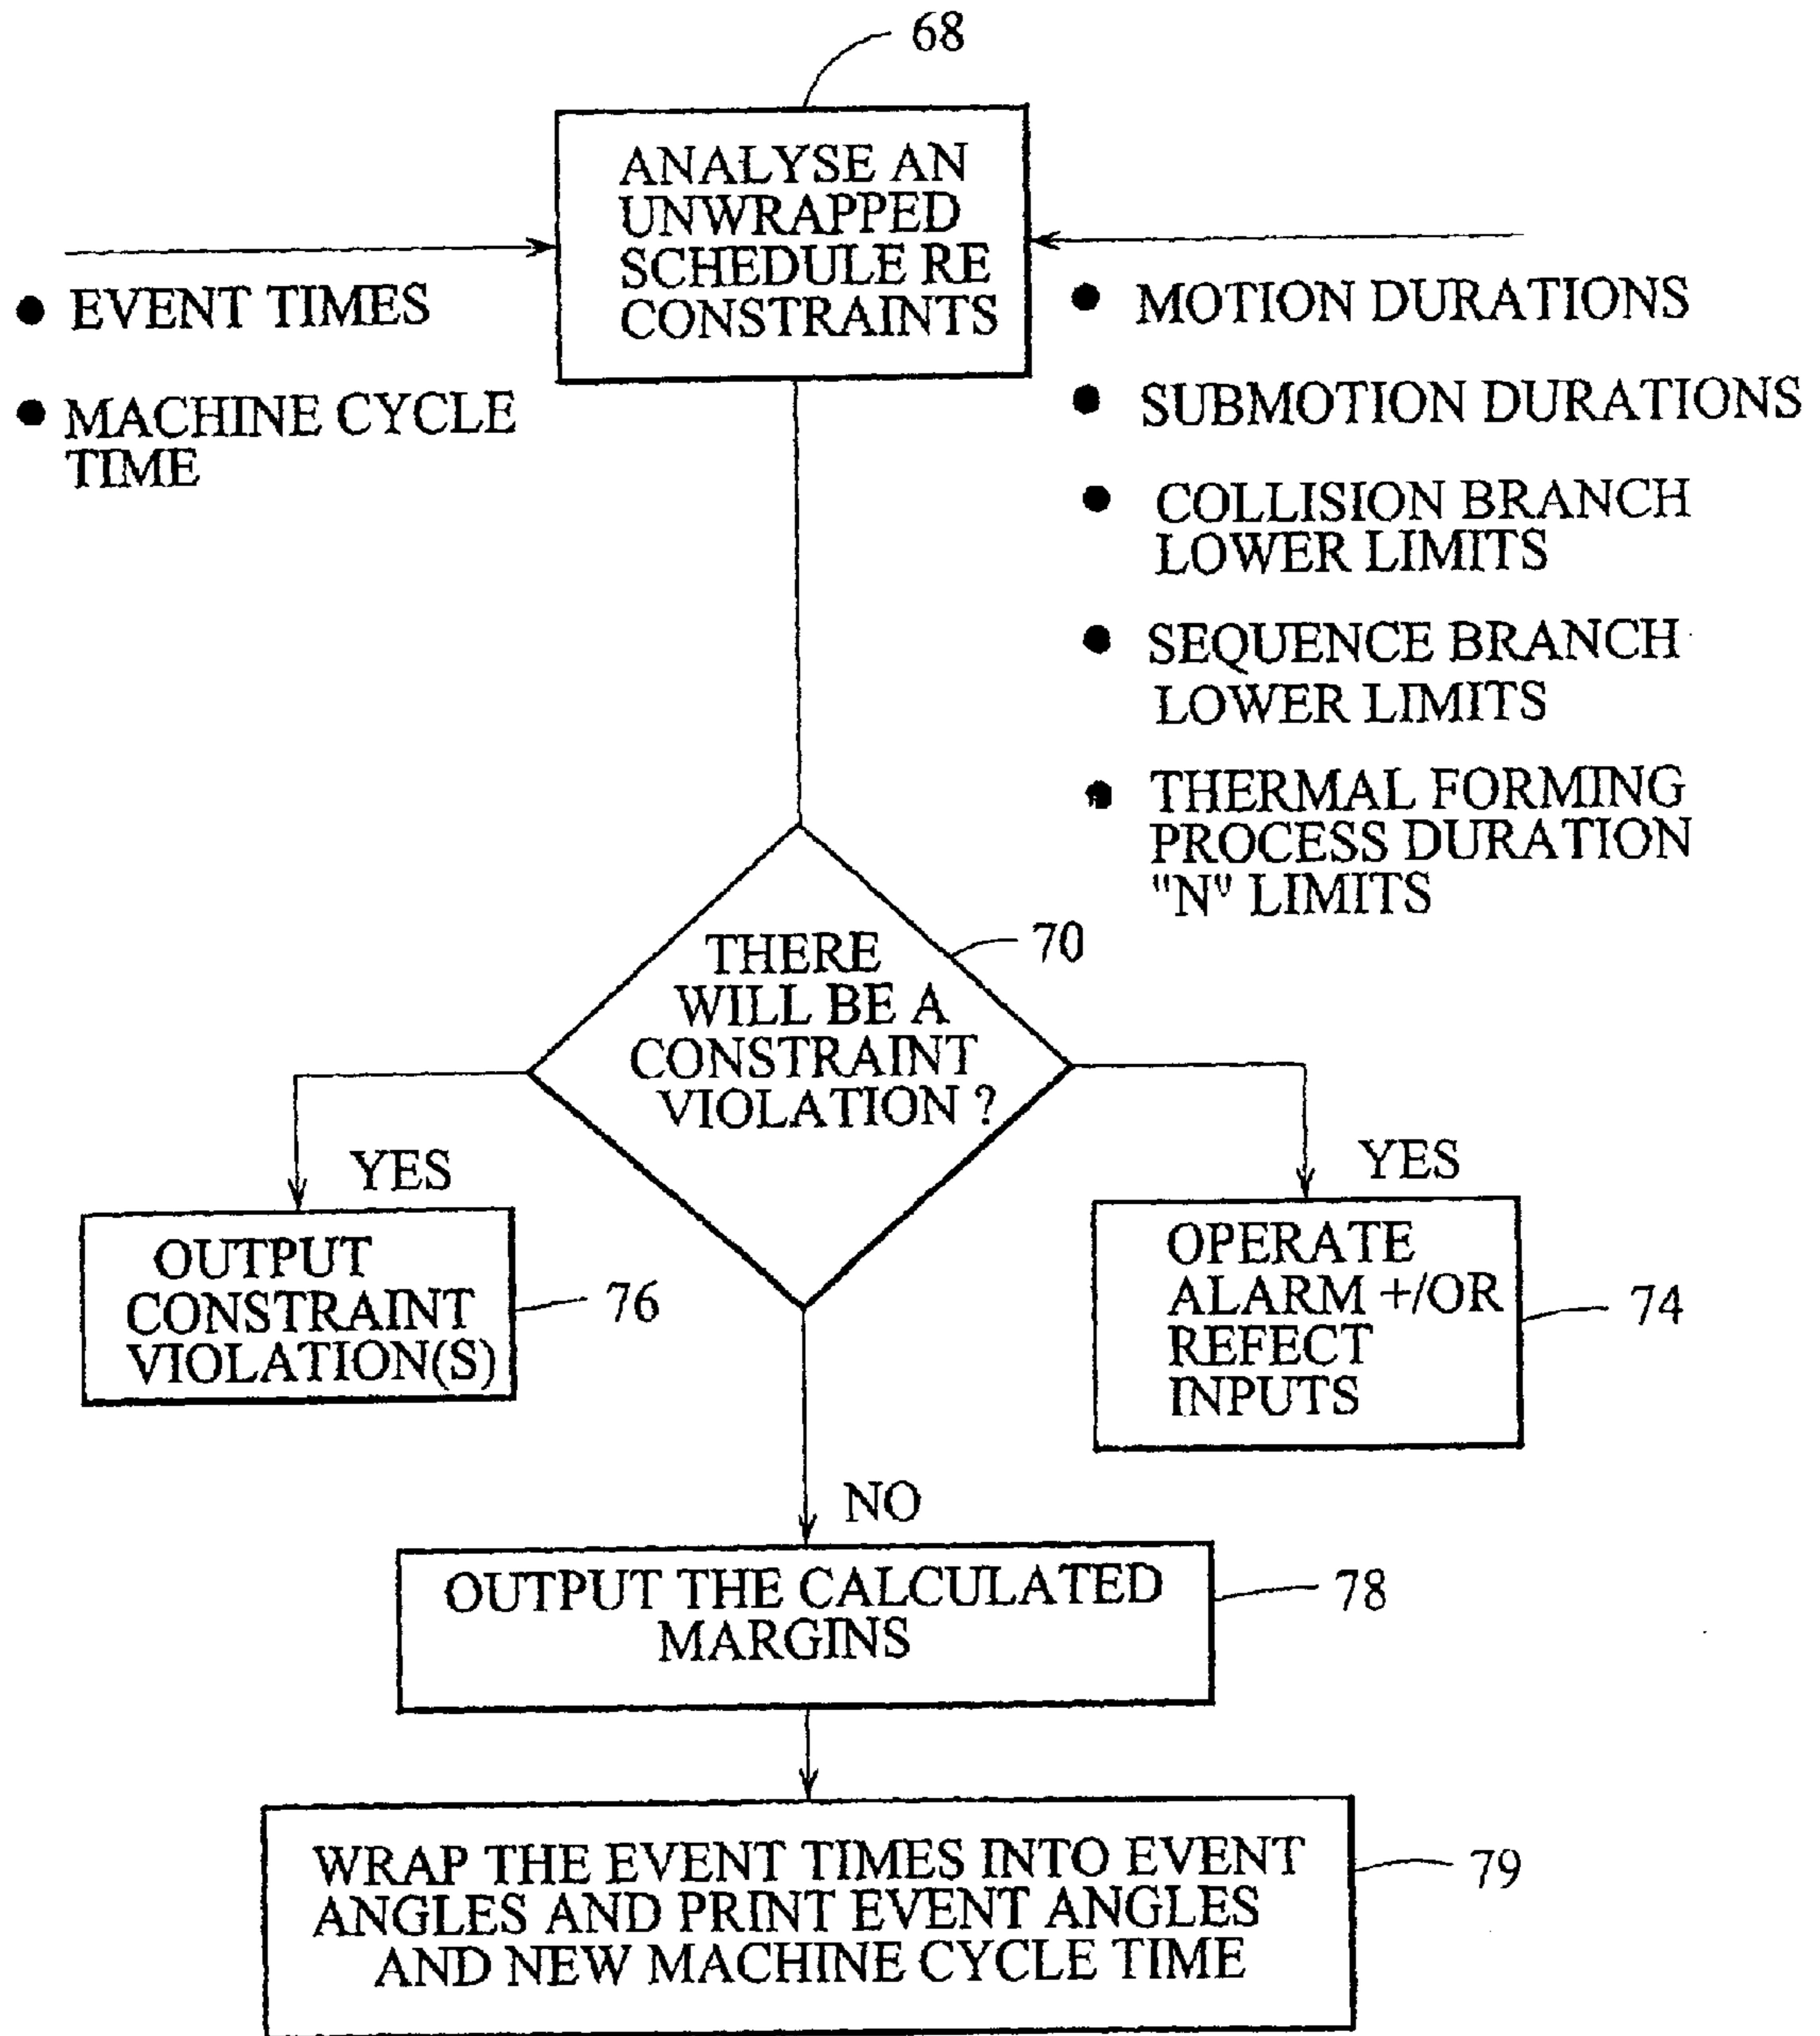 68
ANALYSE AN
UNWRAPPED
SCHEDULE RE
CONSTRAINTS
• EVENT TIMES
• MACHINE CYCLE
TIME
• MOTION DURATIONS
• SUBMOTION DURATIONS
• COLLISION BRANCH
LOWER LIMITS
• SEQUENCE BRANCH
LOWER LIMITS
• THERMAL FORMING
PROCESS DURATION
"N" LIMITS
70
THERE
WILL BE A
CONSTRAINT
VIOLATION ?
YES
OUTPUT
CONSTRAINT
VIOLATION(S)
76
YES
OPERATE
ALARM +/OR
REFECT
INPUTS
74
NO
OUTPUT THE CALCULATED
MARGINS
78
WRAP THE EVENT TIMES INTO EVENT
ANGLES AND PRINT EVENT ANGLES
AND NEW MACHINE CYCLE TIME
79